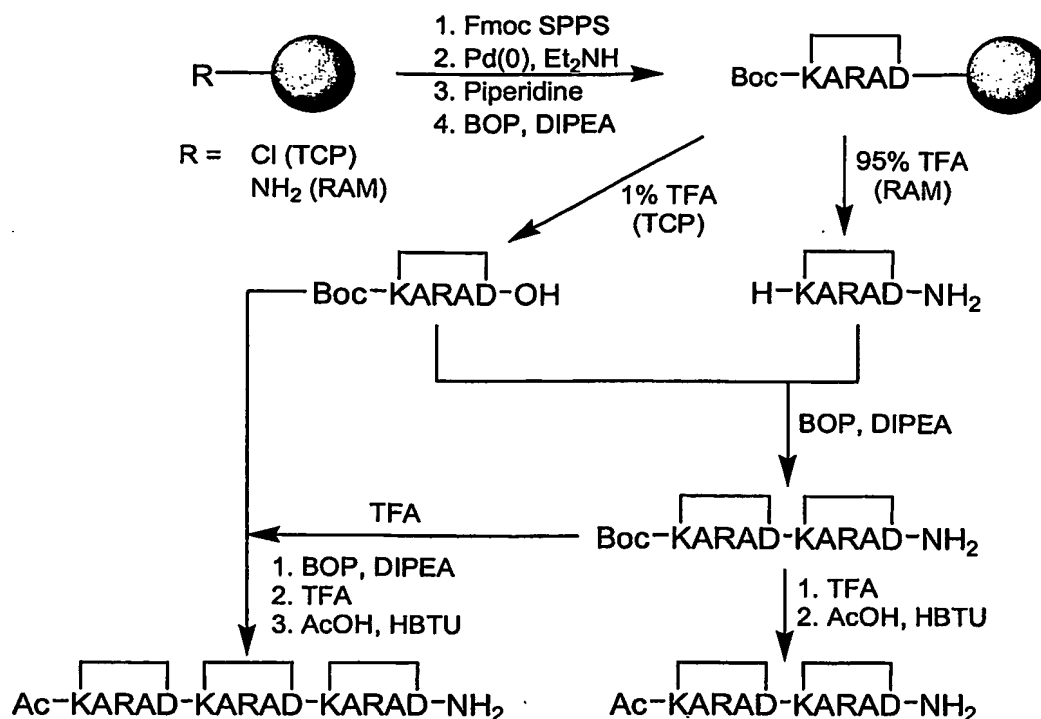 1. Fmoc SPPS
2. Pd(0), Et₂NH
3. Piperidine
4. BOP, DIPEA
R
Boc-KARAD
R = Cl (TCP)
NH₂ (RAM)
1% TFA
(TCP)
95% TFA
(RAM)
Boc-KARAD-OH
H-KARAD-NH₂
BOP, DIPEA
TFA
Boc-KARAD-KARAD-NH₂
1. BOP, DIPEA
2. TFA
3. AcOH, HBTU
1. TFA
2. AcOH, HBTU
Ac-KARAD-KARAD-KARAD-NH₂
Ac-KARAD-KARAD-NH₂